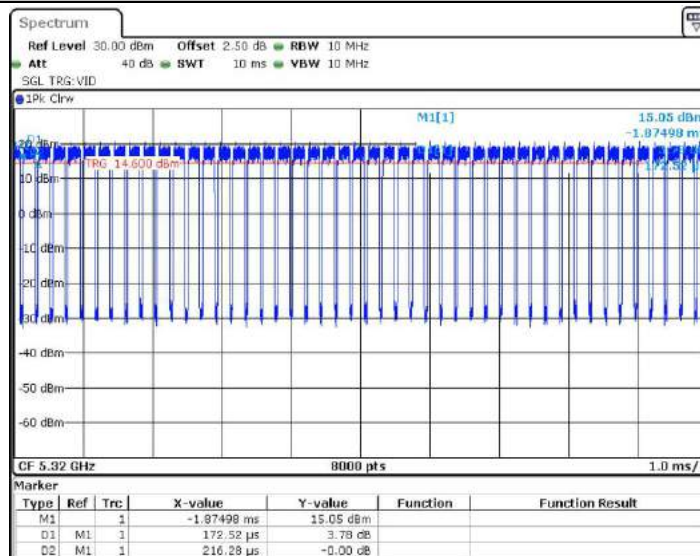 Spectrum
Ref Level 30.00 dBm Offset 2.50 dB RBW 10 MHz
Att 40 dB SWT 10 ms VBW 10 MHz
SGL TRG:VID
1Pk Clrw
M1[1] 15.05 dBm
-1.87498 m
D1
20 dBm
172.52 µ
TRG 14.600 dBm
10 dBm
0 dBm
-10 dBm
-20 dBm
-30 dBm
-40 dBm
-50 dBm
-60 dBm
CF 5.32 GHz 8000 pts 1.0 ms/
Marker
Type Ref Trc X-value Y-value Function Function Result
M1 1 -1.87498 ms 15.05 dBm
D1 M1 1 172.52 µs 3.78 dB
D2 M1 1 216.28 µs -0.00 dB